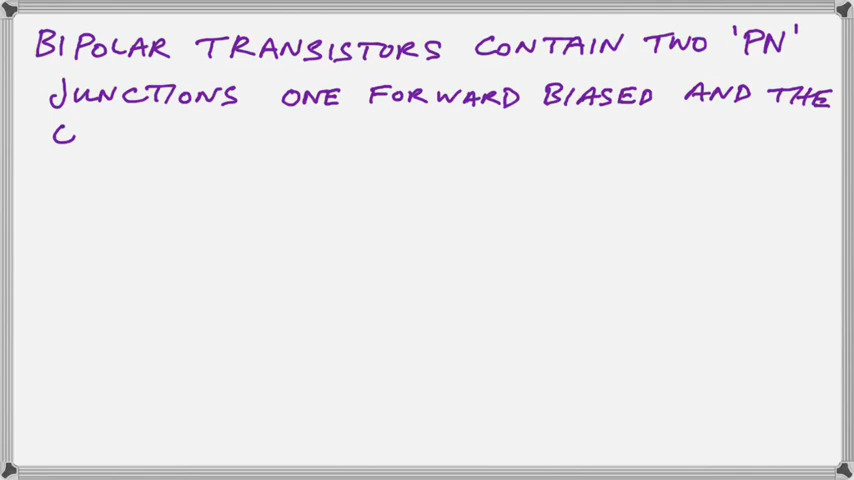 BIPOLAR TRANSISTORS CONTAIN TWO 'PN'
JUNCTIONS ONE FORWARD BIASED AND THE
C